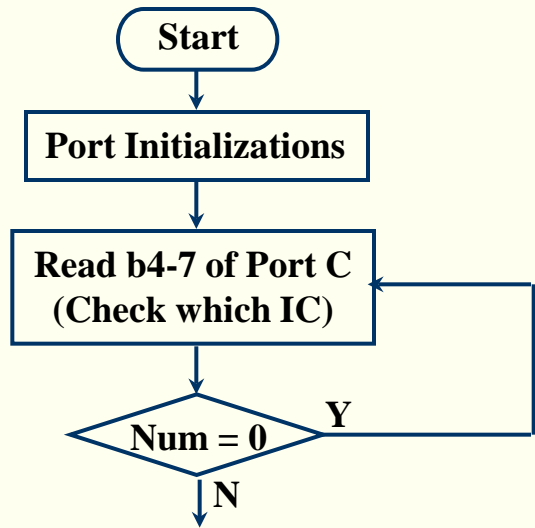 Start
Port Initializations
Read b4-7 of Port C
(Check which IC)
Y
Num = 0
N